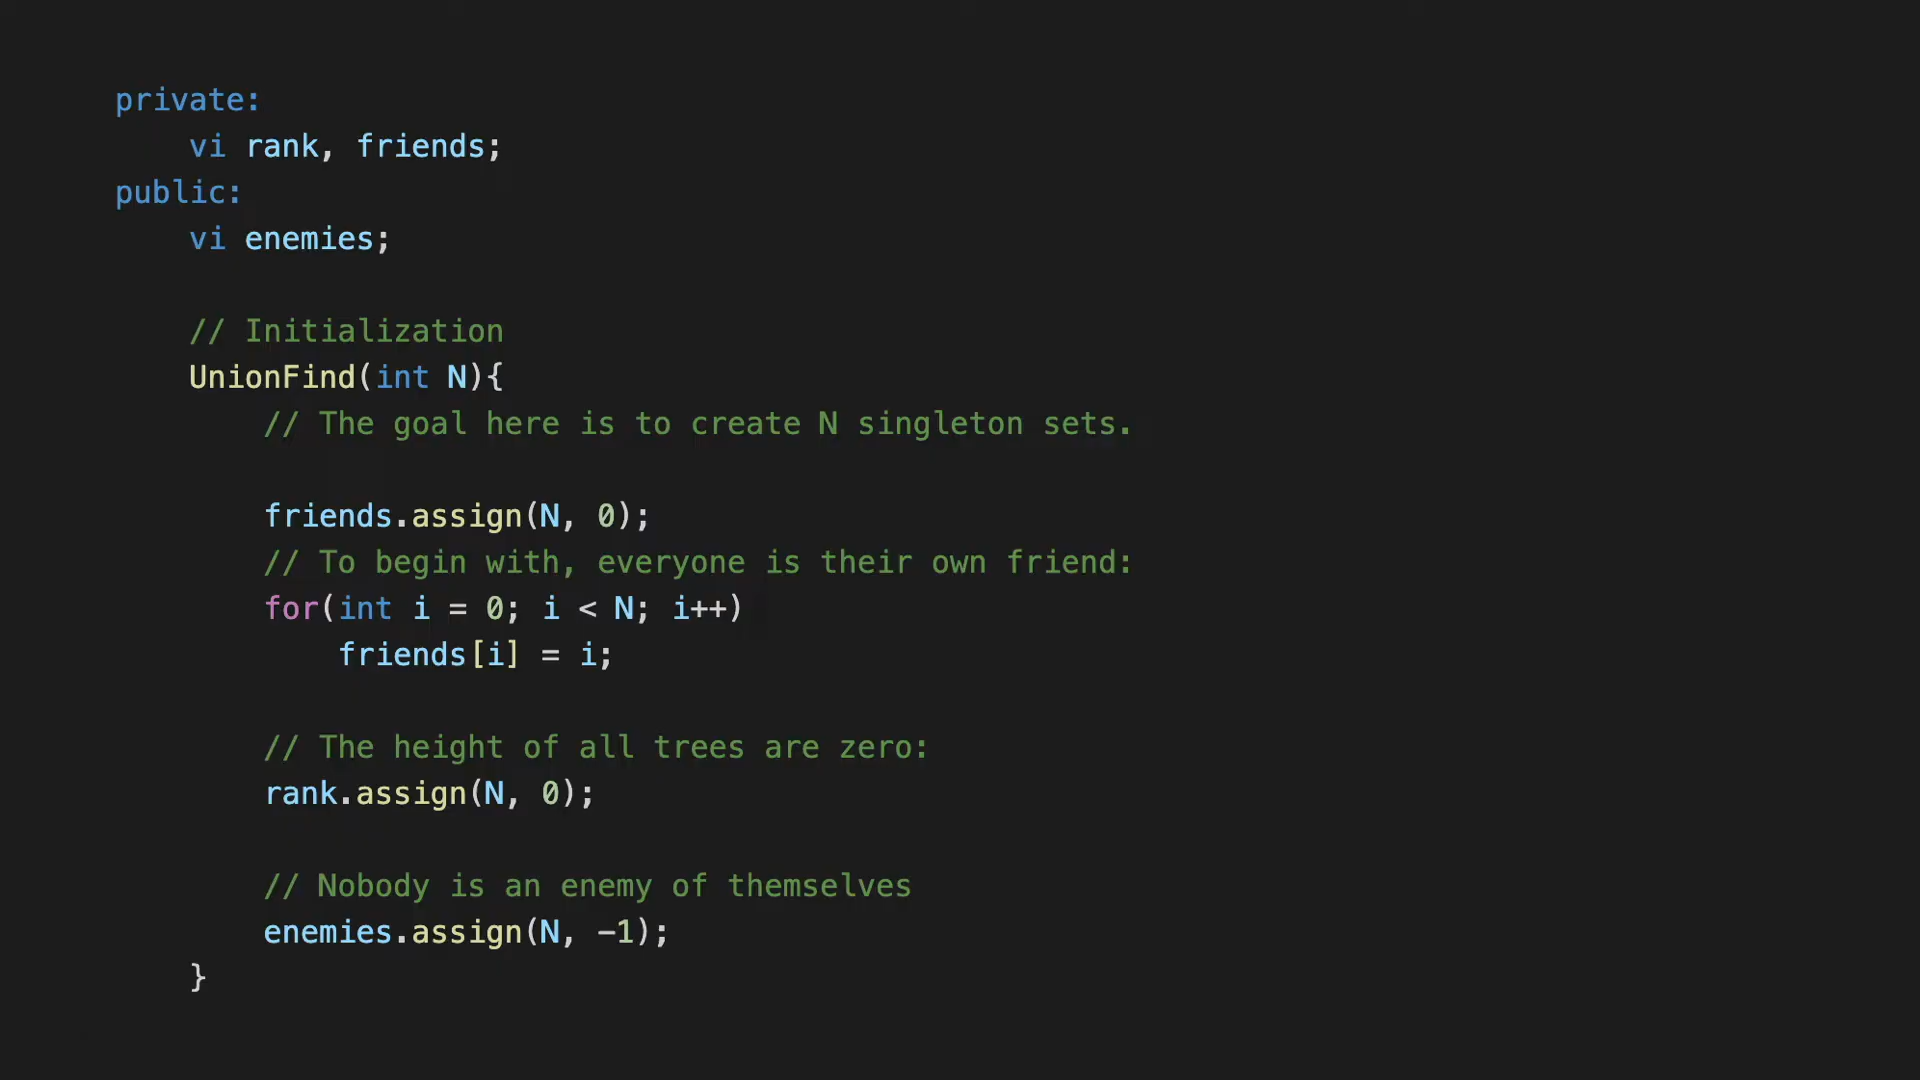 private:
    vi rank, friends;
public:
    vi enemies;
    // Initialization
    UnionFind(int N){
        // The goal here is to create N singleton sets.
        friends.assign(N, 0);
        // To begin with, everyone is their own friend:
        for(int i = 0; i < N; i++)
            friends[i] = i;
        // The height of all trees are zero:
        rank.assign(N, 0);
        // Nobody is an enemy of themselves
        enemies.assign(N, -1);
    }